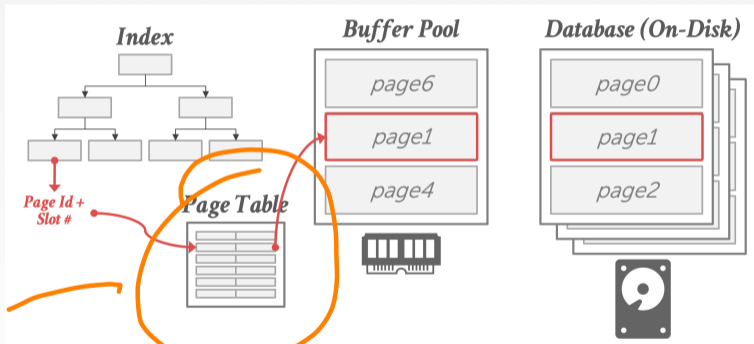 Index
Page Id +
Slot #
Page Table
Buffer Pool
page6
page1
page4
Database (On-Disk)
page0
page1
page2